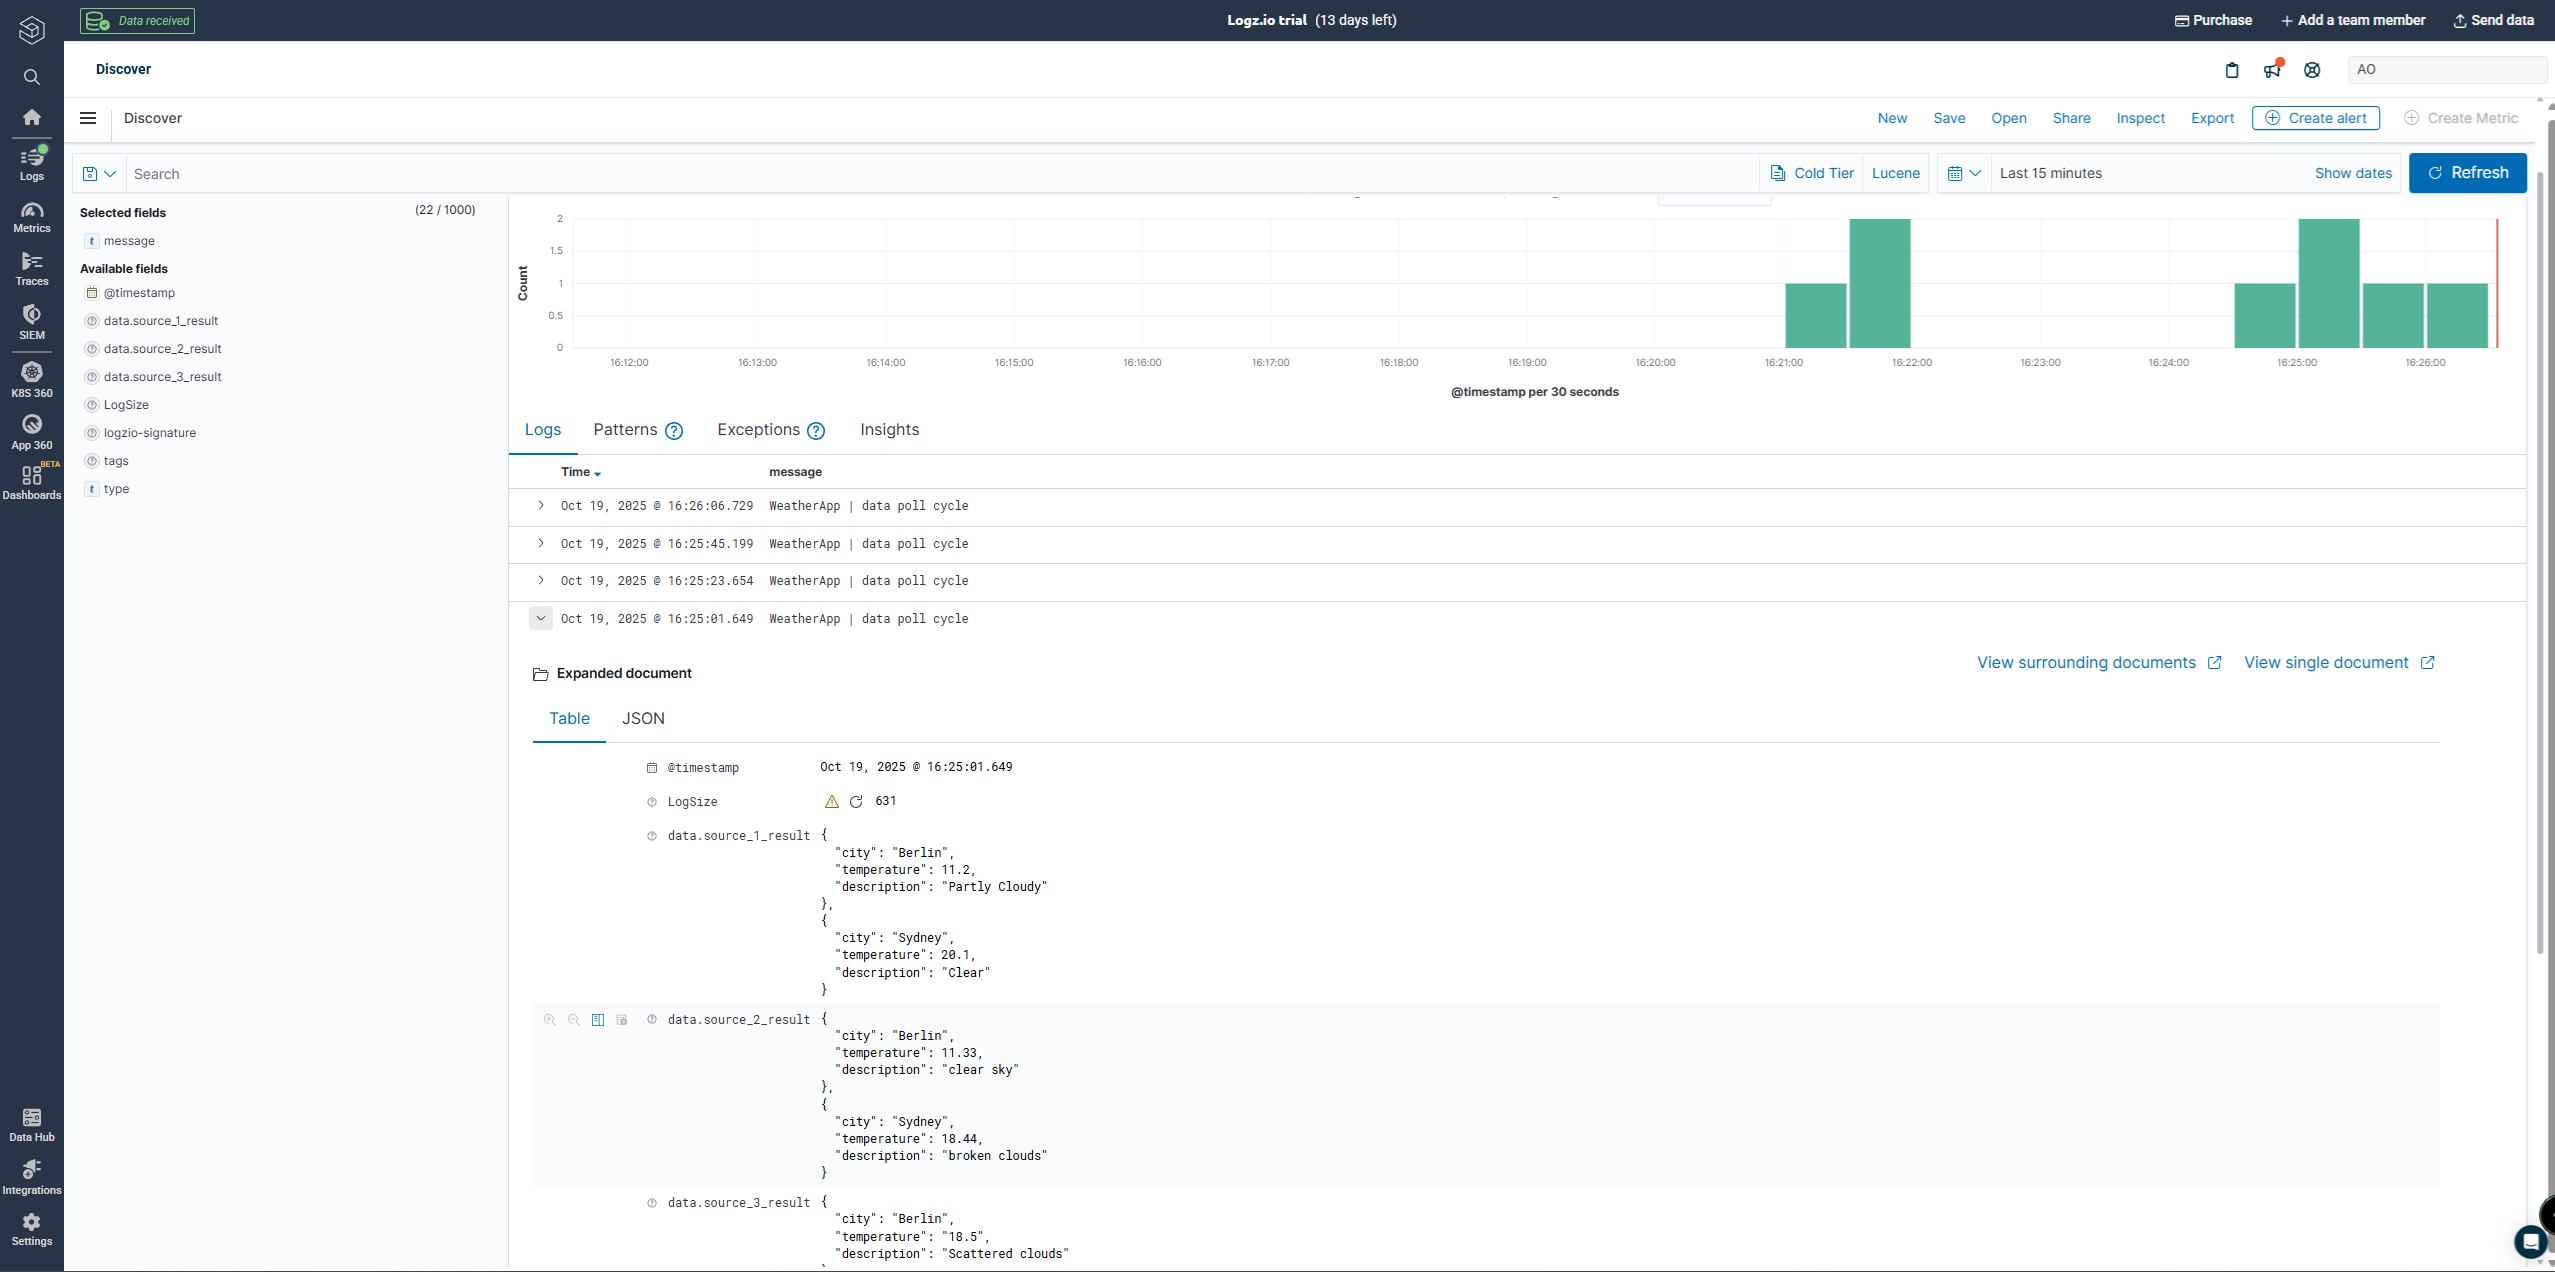 Data received
Logz.io trial (13 days left)
Purchase
Add a team member
Send data
Discover
AO
Discover
New
Save
Open
Share
Inspect
Export
Create alert
Create Metric
Search
Cold Tier
Lucene
Last 15 minutes
Show dates
Refresh
Logs
Metrics
Traces
SIEM
K8S 360
App 360
BETA
Dashboards
Data Hub
Integrations
Settings
Selected fields
(22 / 1000)
t message
Available fields
@timestamp
data.source_1_result
data.source_2_result
data.source_3_result
LogSize
logzio-signature
tags
t type
Count
2
1.5
1
0.5
0
16:12:00 16:13:00 16:14:00 16:15:00 16:16:00 16:17:00 16:18:00 16:19:00 16:20:00 16:21:00 16:22:00 16:23:00 16:24:00 16:25:00 16:26:00
@timestamp per 30 seconds
Logs
Patterns ?
Exceptions ?
Insights
Time message
Oct 19, 2025 @ 16:26:06.729 WeatherApp | data poll cycle
Oct 19, 2025 @ 16:25:45.199 WeatherApp | data poll cycle
Oct 19, 2025 @ 16:25:23.654 WeatherApp | data poll cycle
Oct 19, 2025 @ 16:25:01.649 WeatherApp | data poll cycle
Expanded document
View surrounding documents
View single document
Table
JSON
@timestamp Oct 19, 2025 @ 16:25:01.649
LogSize 631
data.source_1_result {
"city": "Berlin",
"temperature": 11.2,
"description": "Partly Cloudy"
},
{
"city": "Sydney",
"temperature": 20.1,
"description": "Clear"
}
data.source_2_result {
"city": "Berlin",
"temperature": 11.33,
"description": "clear sky"
},
{
"city": "Sydney",
"temperature": 18.44,
"description": "broken clouds"
}
data.source_3_result {
"city": "Berlin",
"temperature": "18.5",
"description": "Scattered clouds"